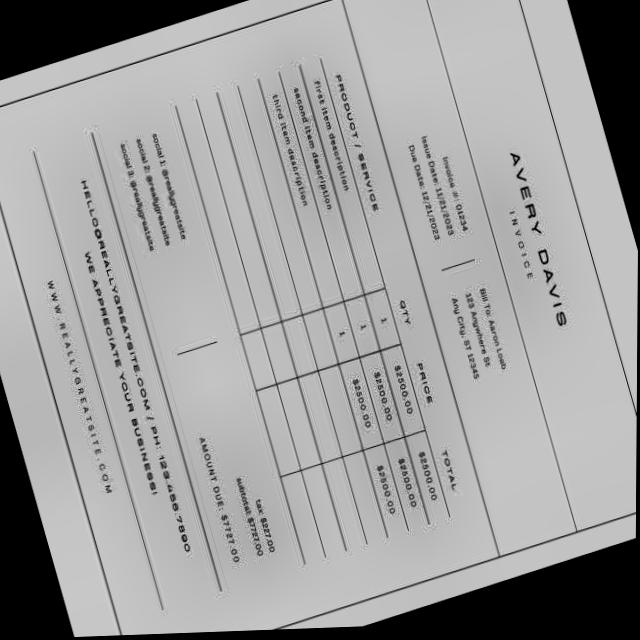 AVERY DAVIS
INVOICE
Invoice #: 01234
Issue Date: 11/21/2023
Due Date: 12/31/2023
Bill To: Aaron Loeb
123 Anywhere St.
Any City, ST 12345
PRODUCT / SERVICE QTY PRICE TOTAL
First item description 1 $2500.00 $2500.00
second item description 1 $2500.00 $2500.00
third item description 1 $2500.00 $2500.00
social 1: @reallygreatsite
social 2: @reallygreatsite
social 3: @reallygreatsite
tax: $227.00
subtotal: $7727.00
AMOUNT DUE: $7727.00
HELLO@REALLYGREATSITE.COM / PH. 123-456-7890
WE APPRECIATE YOUR BUSINESS!
WWW.REALLYGREATSITE.COM